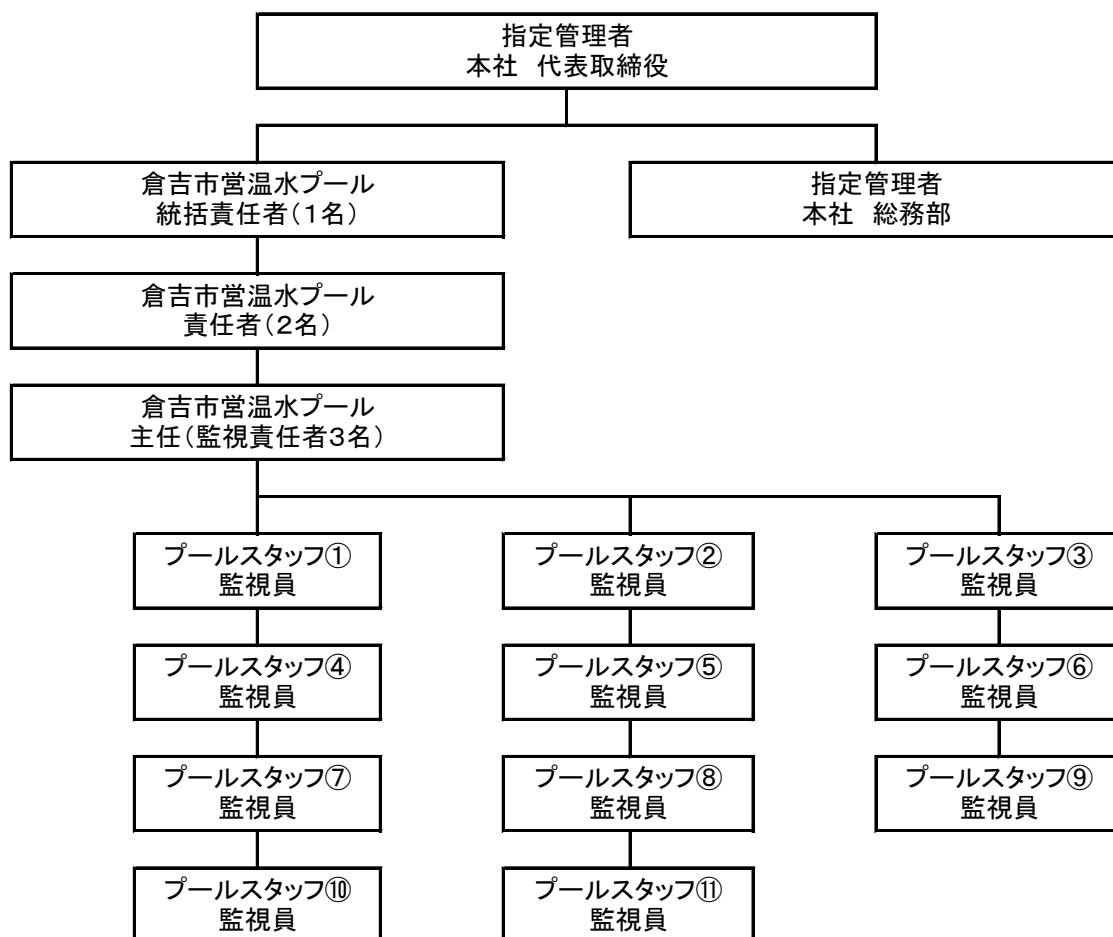 指定管理者
本社　代表取締役
倉吉市営温水プール
統括責任者（１名）
指定管理者
本社　総務部
倉吉市営温水プール
責任者（２名）
倉吉市営温水プール
主任（監視責任者３名）
プールスタッフ①
監視員
プールスタッフ②
監視員
プールスタッフ③
監視員
プールスタッフ④
監視員
プールスタッフ⑤
監視員
プールスタッフ⑥
監視員
プールスタッフ⑦
監視員
プールスタッフ⑧
監視員
プールスタッフ⑨
監視員
プールスタッフ⑩
監視員
プールスタッフ⑪
監視員